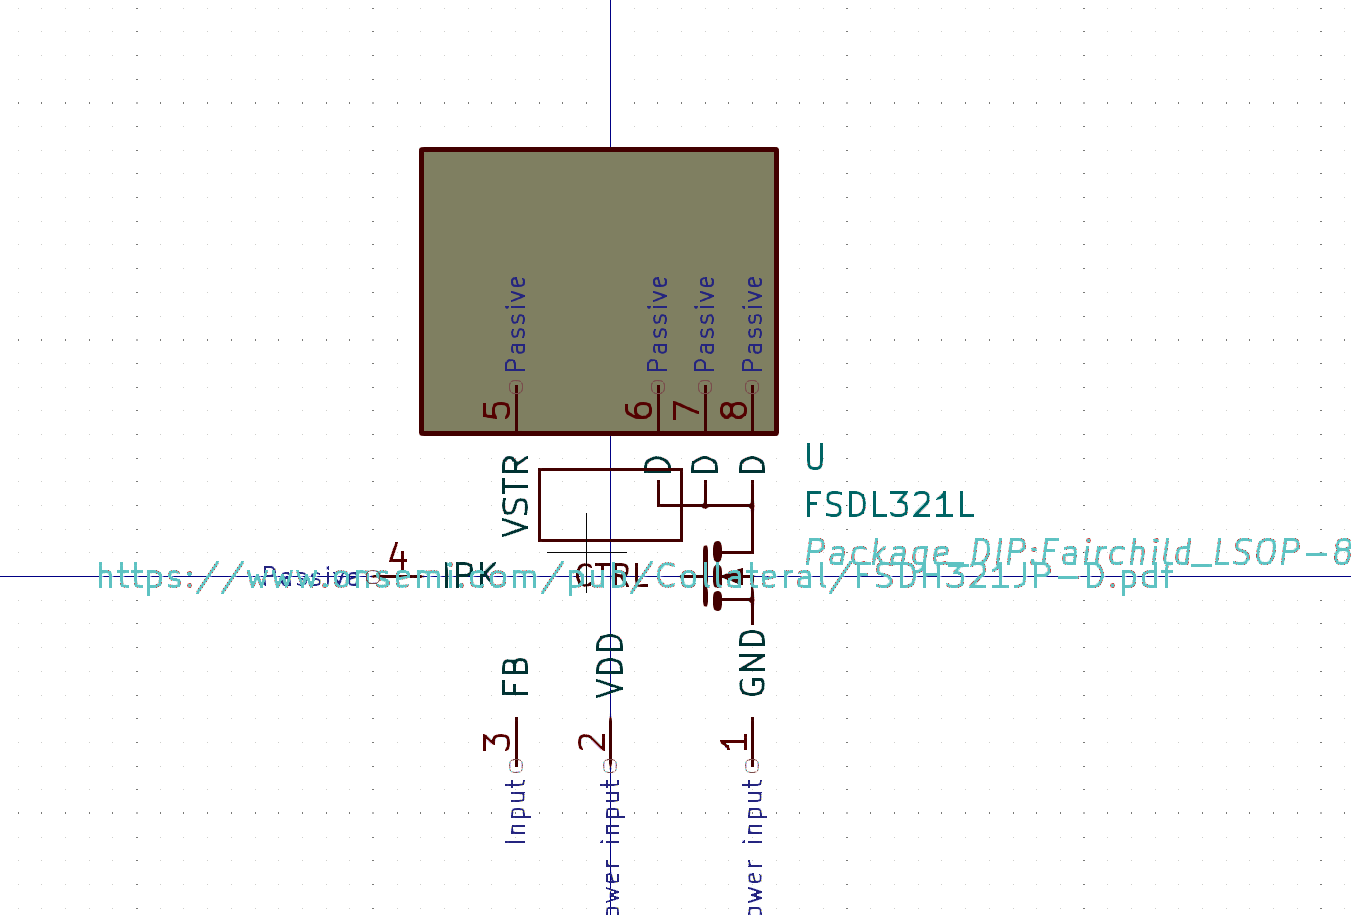 Passive
Passive
Passive
Passive
5
6
7
8
VSTR
D
D
D
U
FSDL321L
Package_DIP:Fairchild_LSOP-8
4
Passive
IPK
CTRL
https://www.onsemi.com/pub/Collateral/FSDH321JP-D.pdf
FB
VDD
GND
3
2
1
Input
ower input
ower input